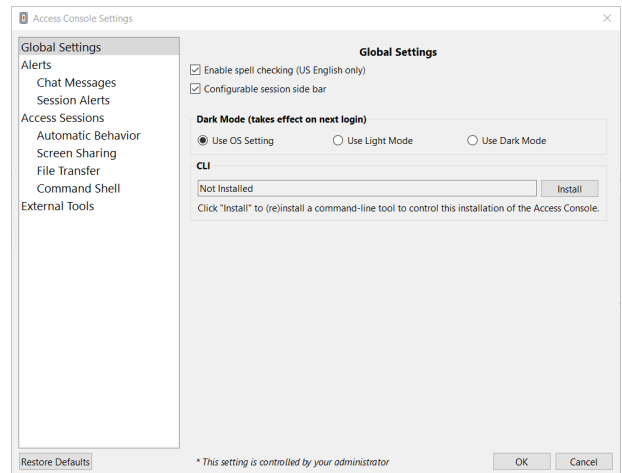 Access Console Settings
Global Settings
Alerts
Chat Messages
Session Alerts
Access Sessions
Automatic Behavior
Screen Sharing
File Transfer
Command Shell
External Tools
Global Settings
Enable spell checking (US English only)
Configurable session side bar
Dark Mode (takes effect on next login)
Use OS Setting Use Light Mode Use Dark Mode
CLI
Not Installed Install
Click "Install" to (re)install a command-line tool to control this installation of the Access Console.
Restore Defaults * This setting is controlled by your administrator OK Cancel